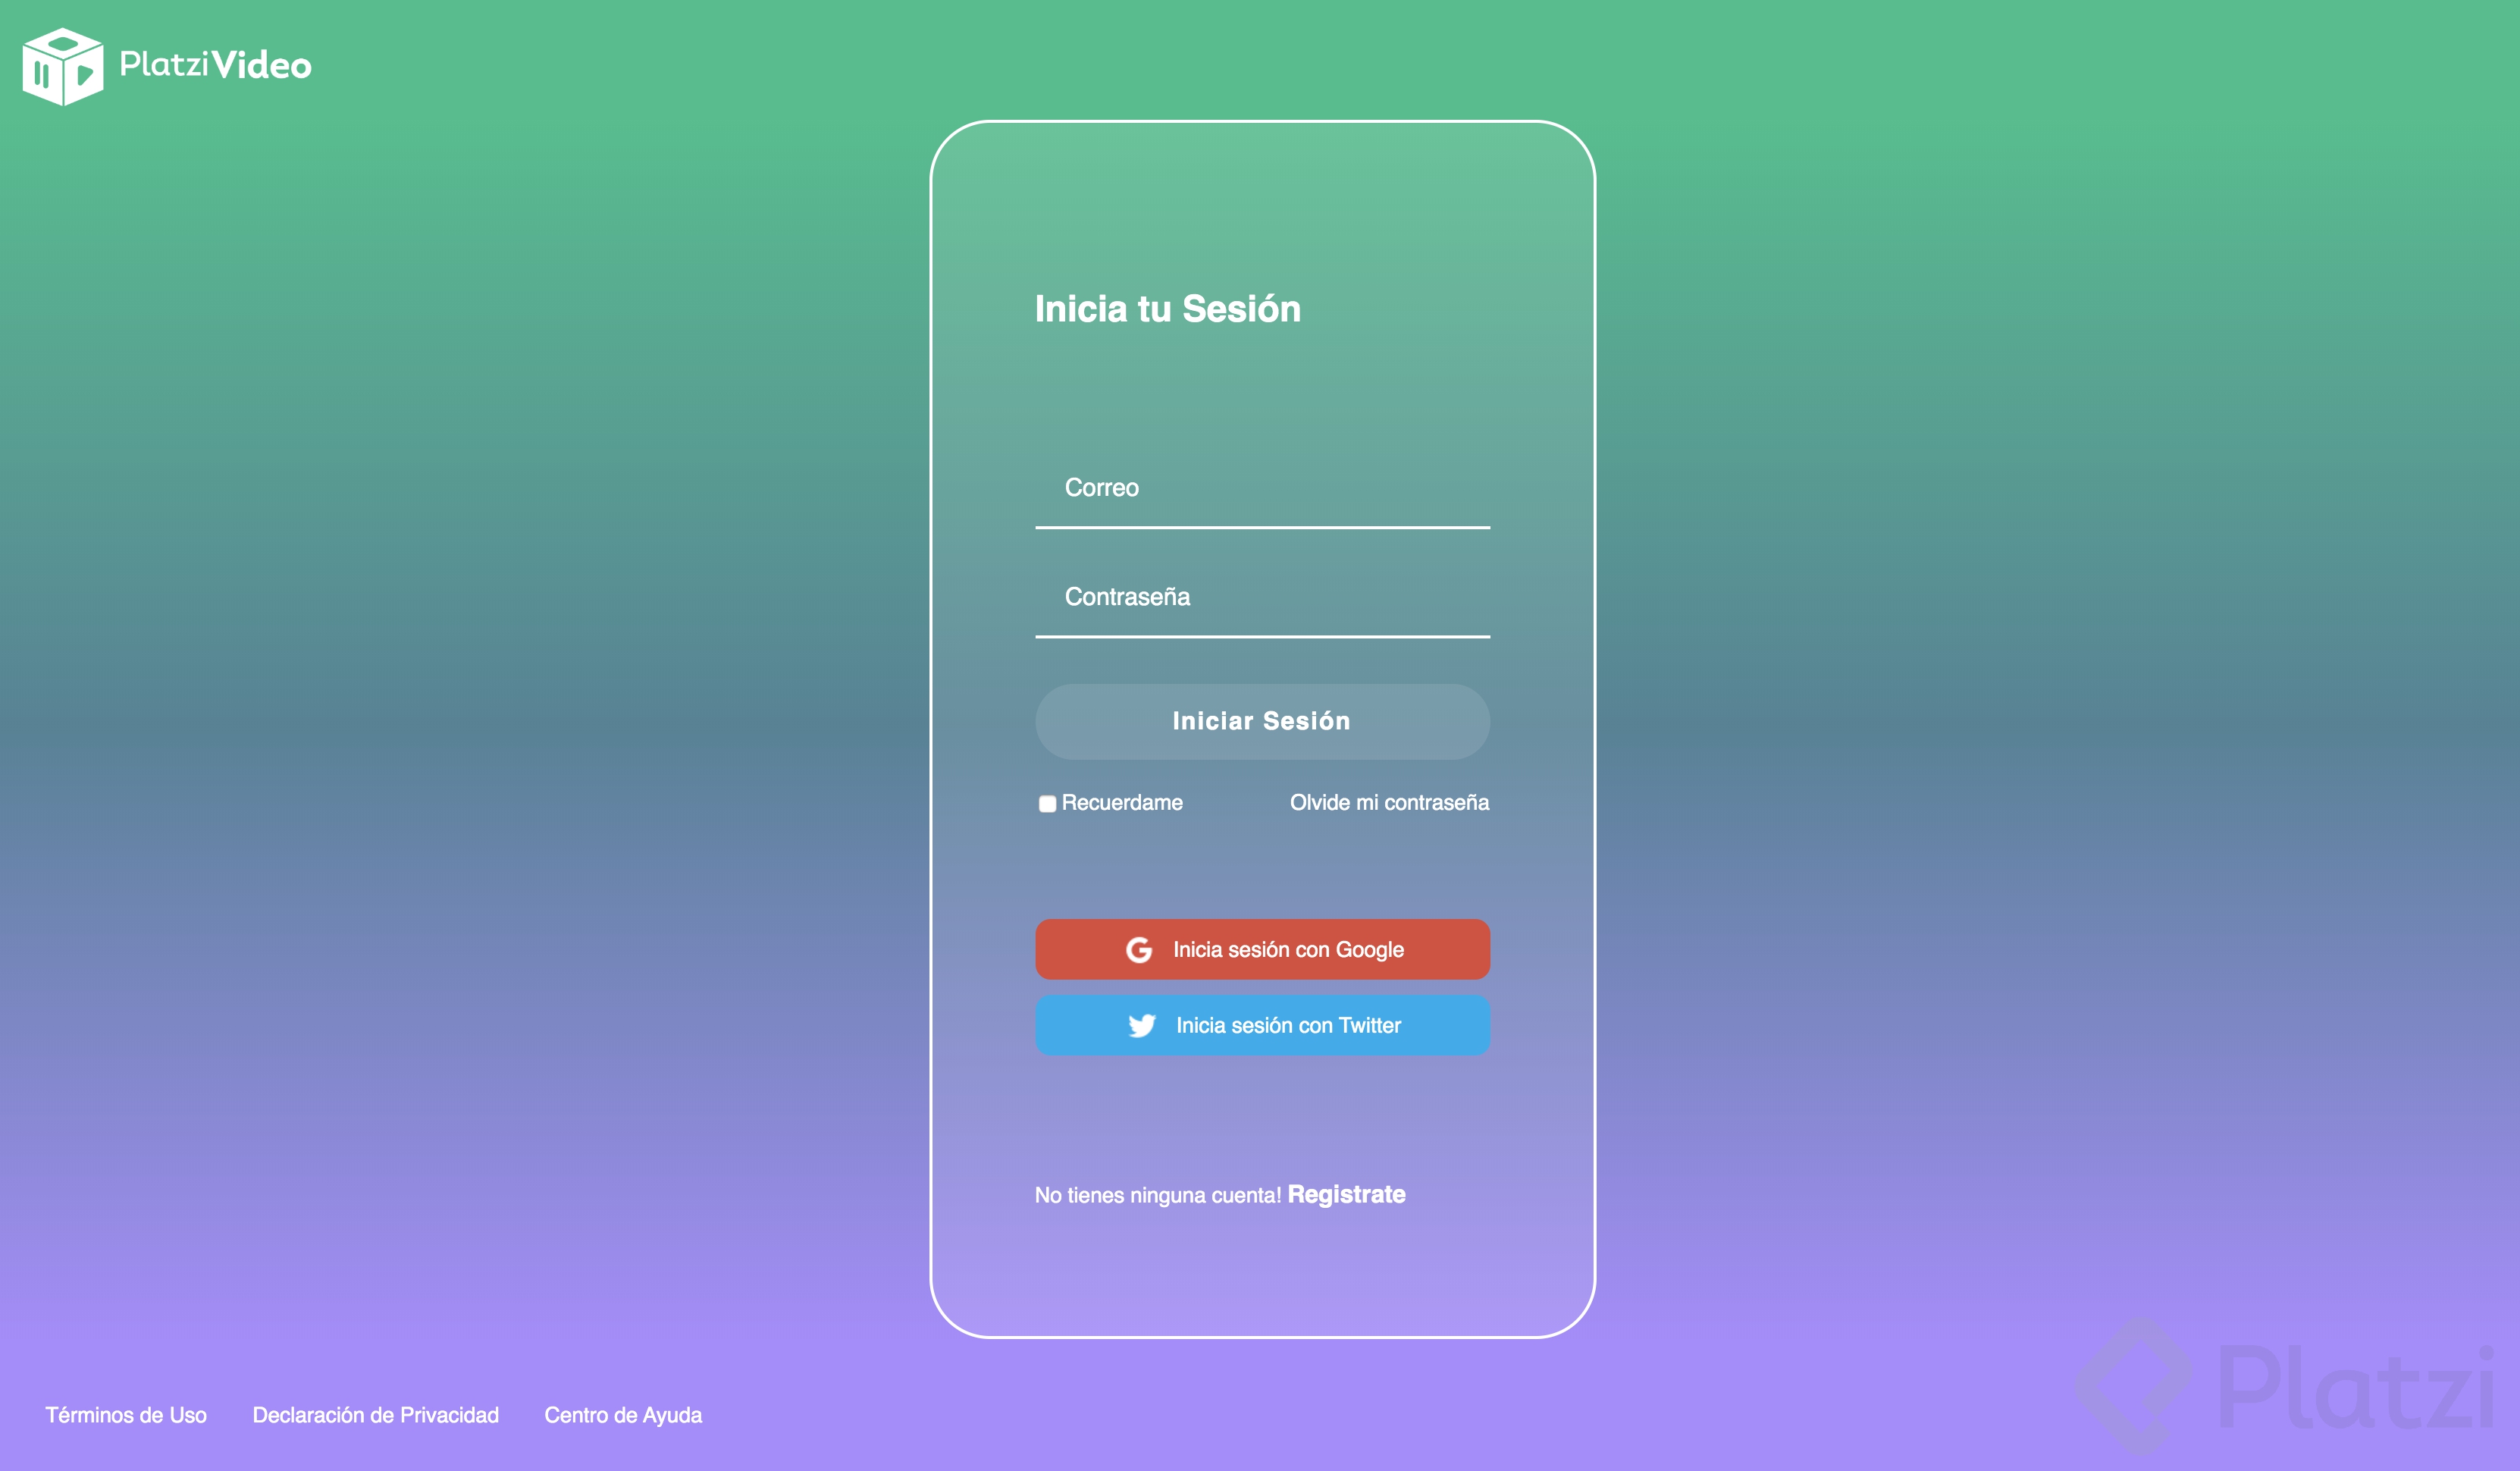 PlatziVideo
Inicia tu Sesión
Correo
Contraseña
Iniciar Sesión
Recuerdame Olvide mi contraseña
Inicia sesión con Google
Inicia sesión con Twitter
No tienes ninguna cuenta! Registrate
Términos de Uso Declaración de Privacidad Centro de Ayuda
Platzi